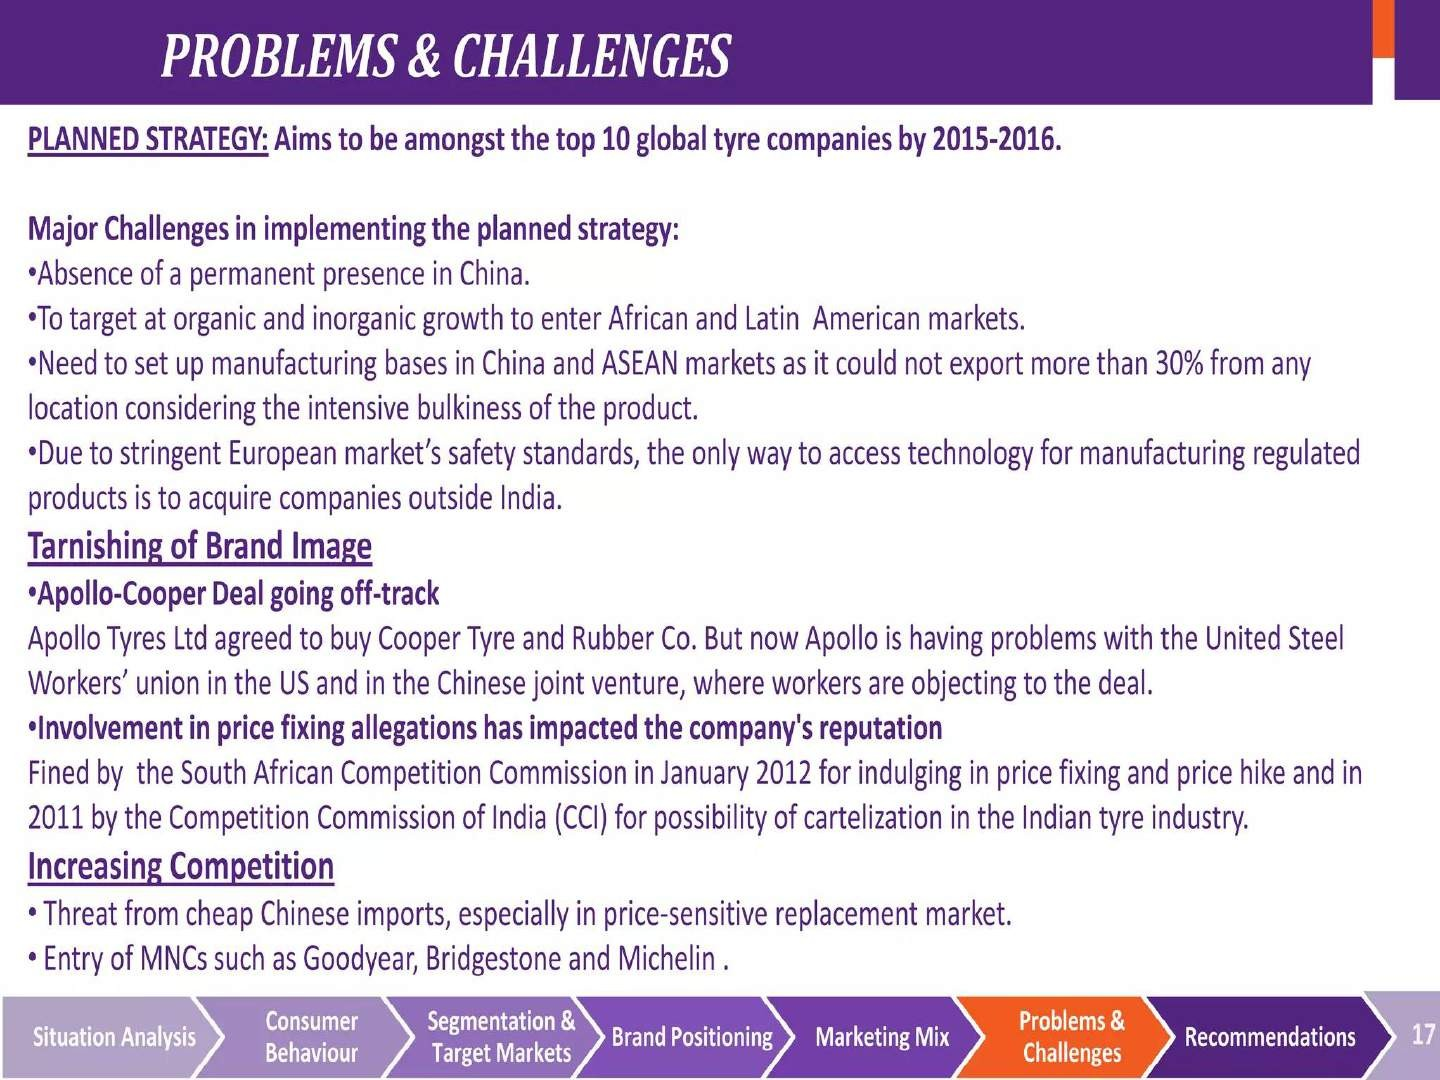 PROBLEMS & CHALLENGES
PLANNED STRATEGY: Aims to be amongst the top 10 global tyre companies by 2015-2016.
Major Challenges in implementing the planned strategy:
•Absence of a permanent presence in China.
•To target at organic and inorganic growth to enter African and Latin  American markets.
•Need to set up manufacturing bases in China and ASEAN markets as it could not export more than 30% from any
location considering the intensive bulkiness of the product.
•Due to stringent European market’s safety standards, the only way to access technology for manufacturing regulated
products is to acquire companies outside India.
Tarnishing of Brand Image
•Apollo-Cooper Deal going off-track
Apollo Tyres Ltd agreed to buy Cooper Tyre and Rubber Co. But now Apollo is having problems with the United Steel
Workers’ union in the US and in the Chinese joint venture, where workers are objecting to the deal.
•Involvement in price fixing allegations has impacted the company's reputation
Fined by  the South African Competition Commission in January 2012 for indulging in price fixing and price hike and in
2011 by the Competition Commission of India (CCI) for possibility of cartelization in the Indian tyre industry.
Increasing Competition
• Threat from cheap Chinese imports, especially in price-sensitive replacement market.
• Entry of MNCs such as Goodyear, Bridgestone and Michelin .
Situation Analysis
Consumer
Behaviour
Segmentation &
Target Markets
Brand Positioning
Marketing Mix
Problems &
Challenges
Recommendations
17